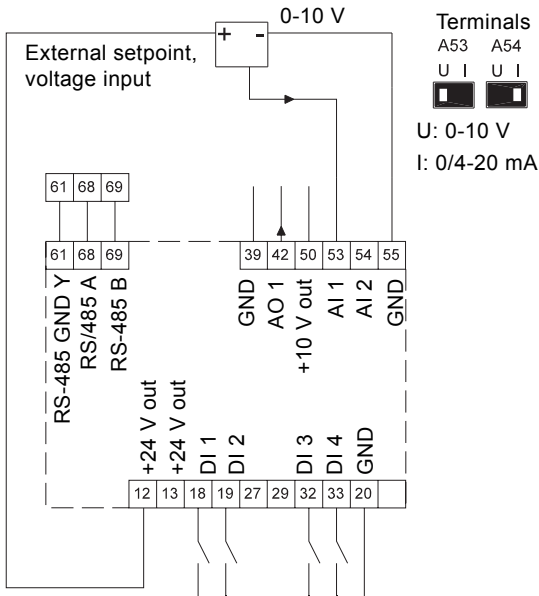 0-10 V
+ -
External setpoint,
voltage input
Terminals
A53 A54
U I U I
U: 0-10 V
I: 0/4-20 mA
61 68 69
61 68 69
39 42 50 53 54 55
RS-485 GND Y
RS/485 A
RS-485 B
GND
AO 1
+10 V out
AI 1
AI 2
GND
+24 V out
+24 V out
DI 1
DI 2
DI 3
DI 4
GND
12 13 18 19 27 29 32 33 20